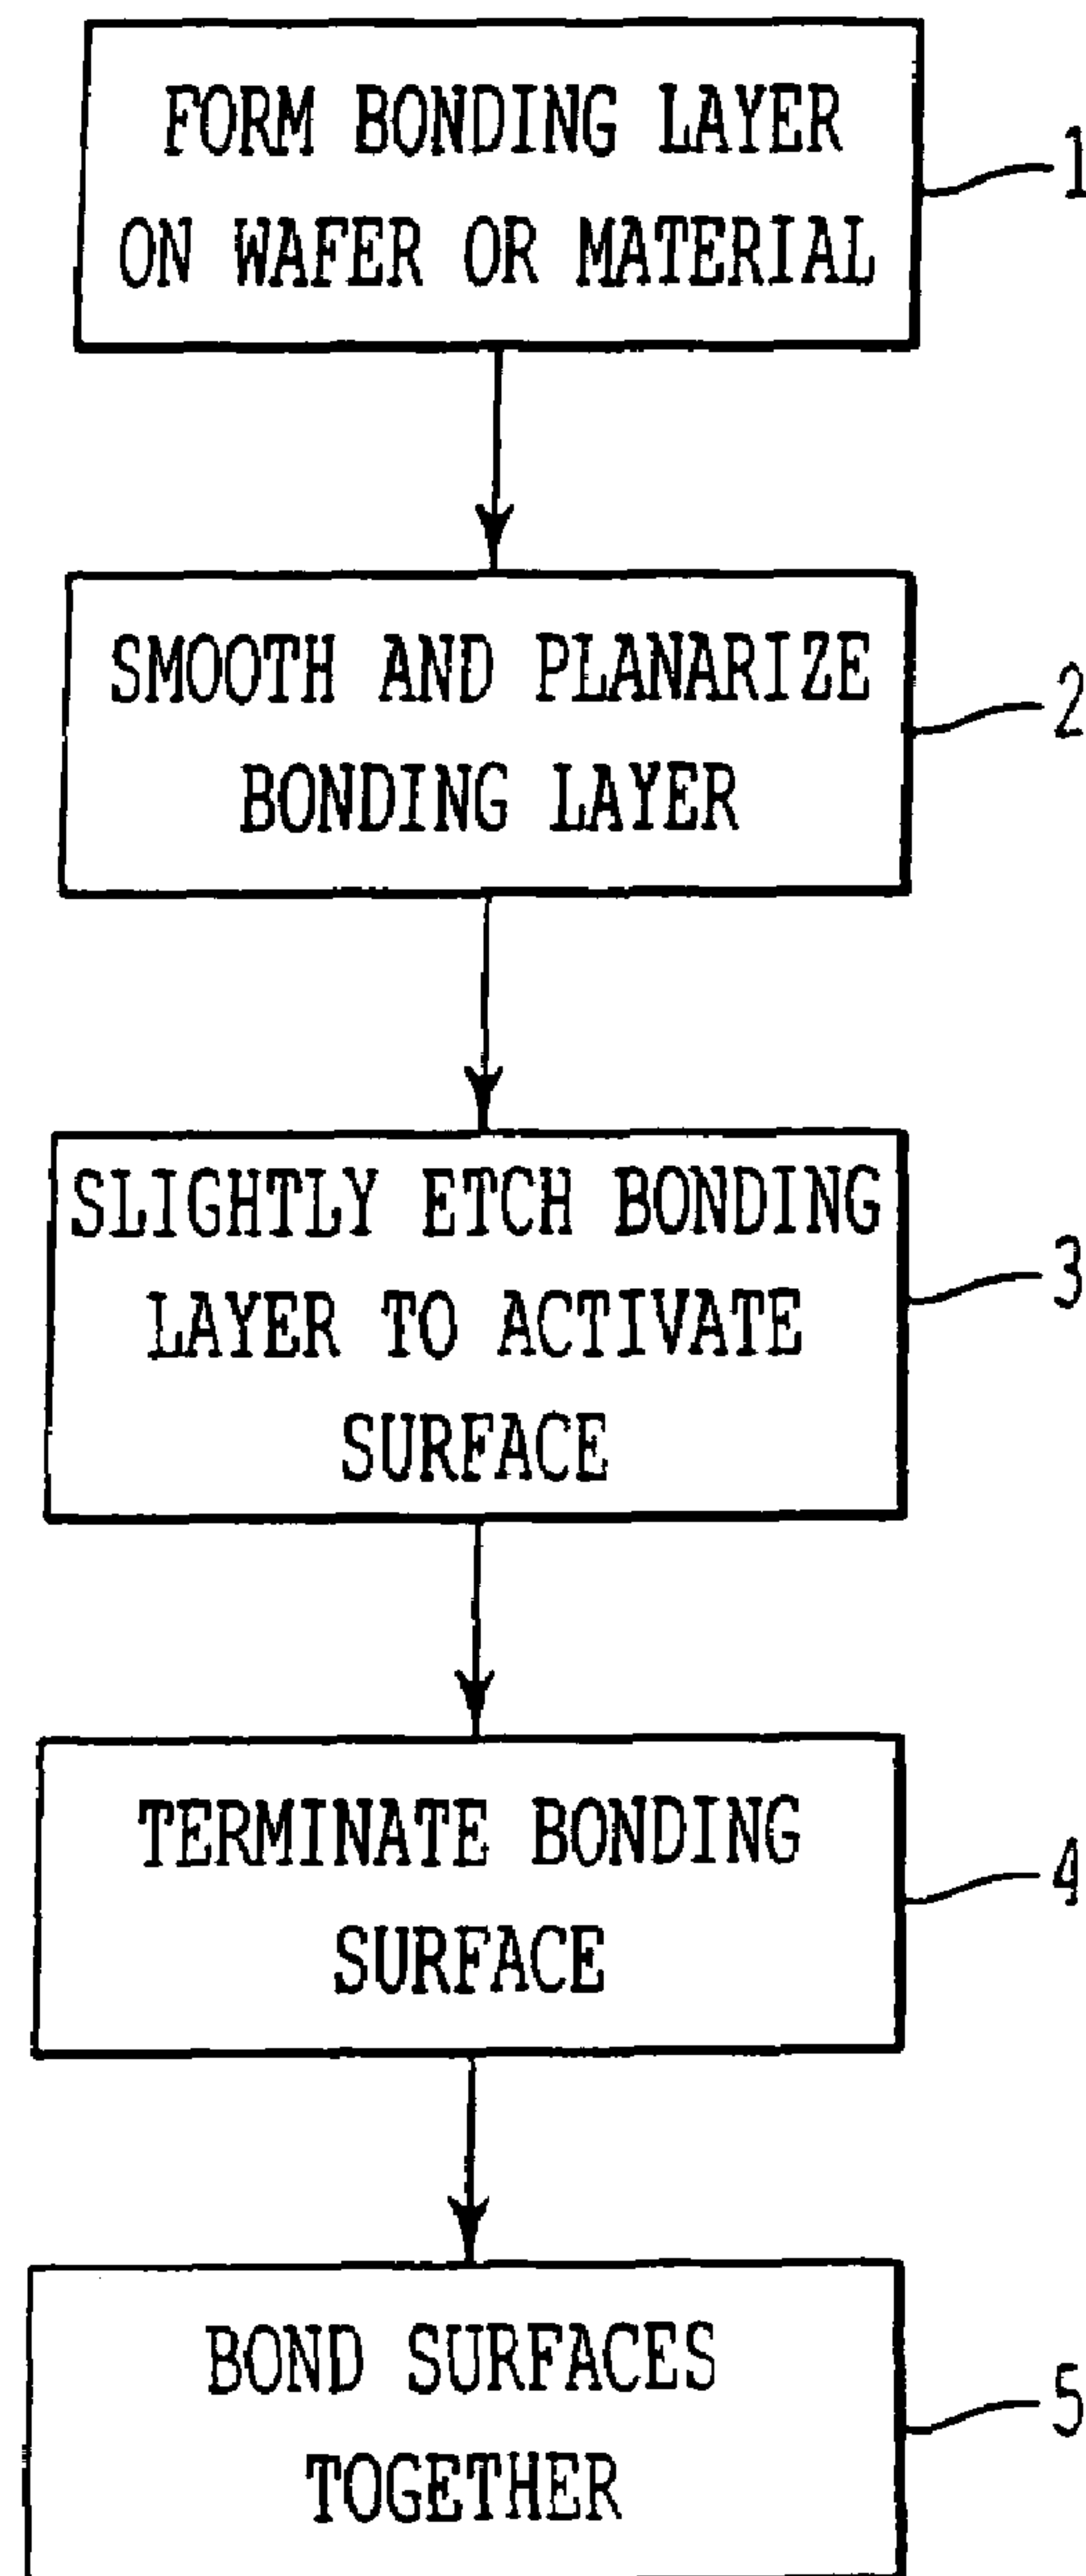 FORM BONDING LAYER
ON WAFER OR MATERIAL
1
SMOOTH AND PLANARIZE
BONDING LAYER
2
SLIGHTLY ETCH BONDING
LAYER TO ACTIVATE
SURFACE
3
TERMINATE BONDING
SURFACE
4
BOND SURFACES
TOGETHER
5